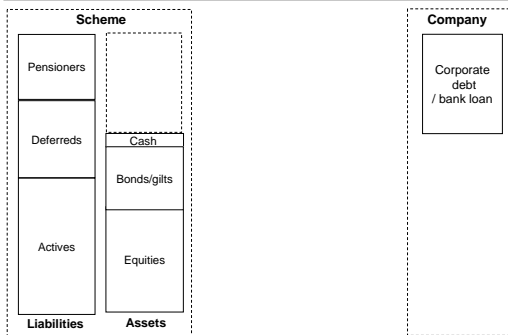 Scheme
Company
Pensioners
Deferreds
Actives
Cash
Bonds/gilts
Equities
Corporate
debt
/ bank loan
Liabilities
Assets